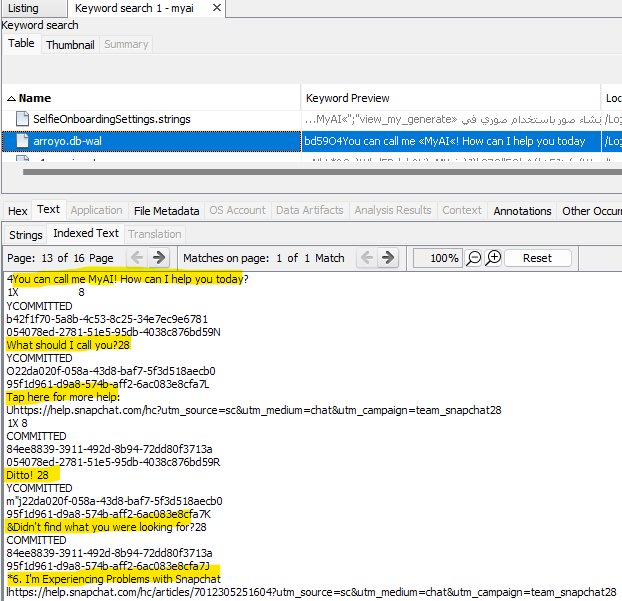 Listing
Keyword search 1 - myai
Keyword search
Table Thumbnail Summary
Name Keyword Preview Loc
SelfieOnboardingSettings.strings ...MyAI«";"view_my_generate» إنشاء صور باستخدام صوري في /Log
arroyo.db-wal bd59O4You can call me «MyAI«! How can I help you today /Log
Hex Text Application File Metadata OS Account Data Artifacts Analysis Results Context Annotations Other Occur
Strings Indexed Text Translation
Page: 13 of 16 Page Matches on page: 1 of 1 Match 100% Reset
4You can call me MyAI! How can I help you today?
1X 8
YCOMMITTED
b42f1f70-5a8b-4c53-8c25-34e7ec9e6781
054078ed-2781-51e5-95db-4038c876bd59N
What should I call you?28
YCOMMITTED
O22da020f-058a-43d8-baf7-5f3d518aecb0
95f1d961-d9a8-574b-aff2-6ac083e8cfa7L
Tap here for more help:
Uhttps://help.snapchat.com/hc?utm_source=sc&utm_medium=chat&utm_campaign=team_snapchat28
1X 8
COMMITTED
84ee8839-3911-492d-8b94-72dd80f3713a
054078ed-2781-51e5-95db-4038c876bd59R
Ditto! 28
YCOMMITTED
m"j22da020f-058a-43d8-baf7-5f3d518aecb0
95f1d961-d9a8-574b-aff2-6ac083e8cfa7K
&Didn't find what you were looking for?28
COMMITTED
84ee8839-3911-492d-8b94-72dd80f3713a
95f1d961-d9a8-574b-aff2-6ac083e8cfa7J
*6. I'm Experiencing Problems with Snapchat
lhttps://help.snapchat.com/hc/articles/7012305251604?utm_source=sc&utm_medium=chat&utm_campaign=team_snapchat28